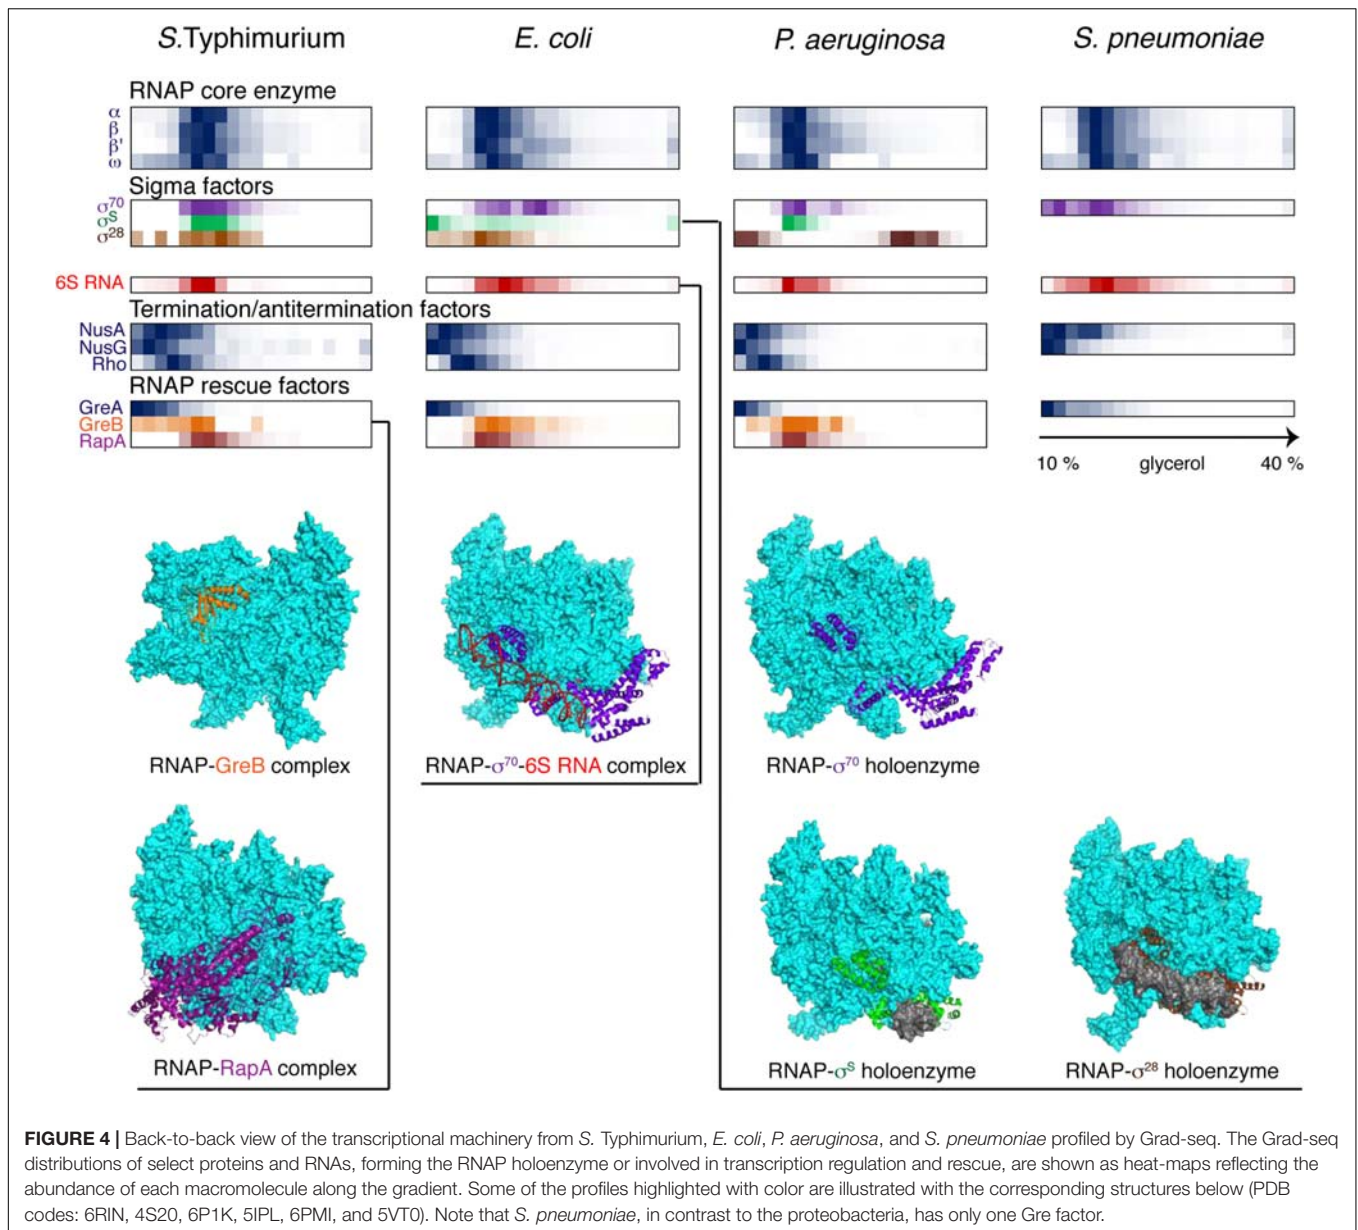 S.Typhimurium E. coli P. aeruginosa S. pneumoniae
RNAP core enzyme
α
β
β'
ω
Sigma factors
σ70
σS
σ28
6S RNA
Termination/antitermination factors
NusA
NusG
Rho
RNAP rescue factors
GreA
GreB
RapA
10 % glycerol 40 %
RNAP-GreB complex RNAP-σ70-6S RNA complex RNAP-σ70 holoenzyme
RNAP-RapA complex RNAP-σS holoenzyme RNAP-σ28 holoenzyme
FIGURE 4 | Back-to-back view of the transcriptional machinery from S. Typhimurium, E. coli, P. aeruginosa, and S. pneumoniae profiled by Grad-seq. The Grad-seq
distributions of select proteins and RNAs, forming the RNAP holoenzyme or involved in transcription regulation and rescue, are shown as heat-maps reflecting the
abundance of each macromolecule along the gradient. Some of the profiles highlighted with color are illustrated with the corresponding structures below (PDB
codes: 6RIN, 4S20, 6P1K, 5IPL, 6PMI, and 5VT0). Note that S. pneumoniae, in contrast to the proteobacteria, has only one Gre factor.